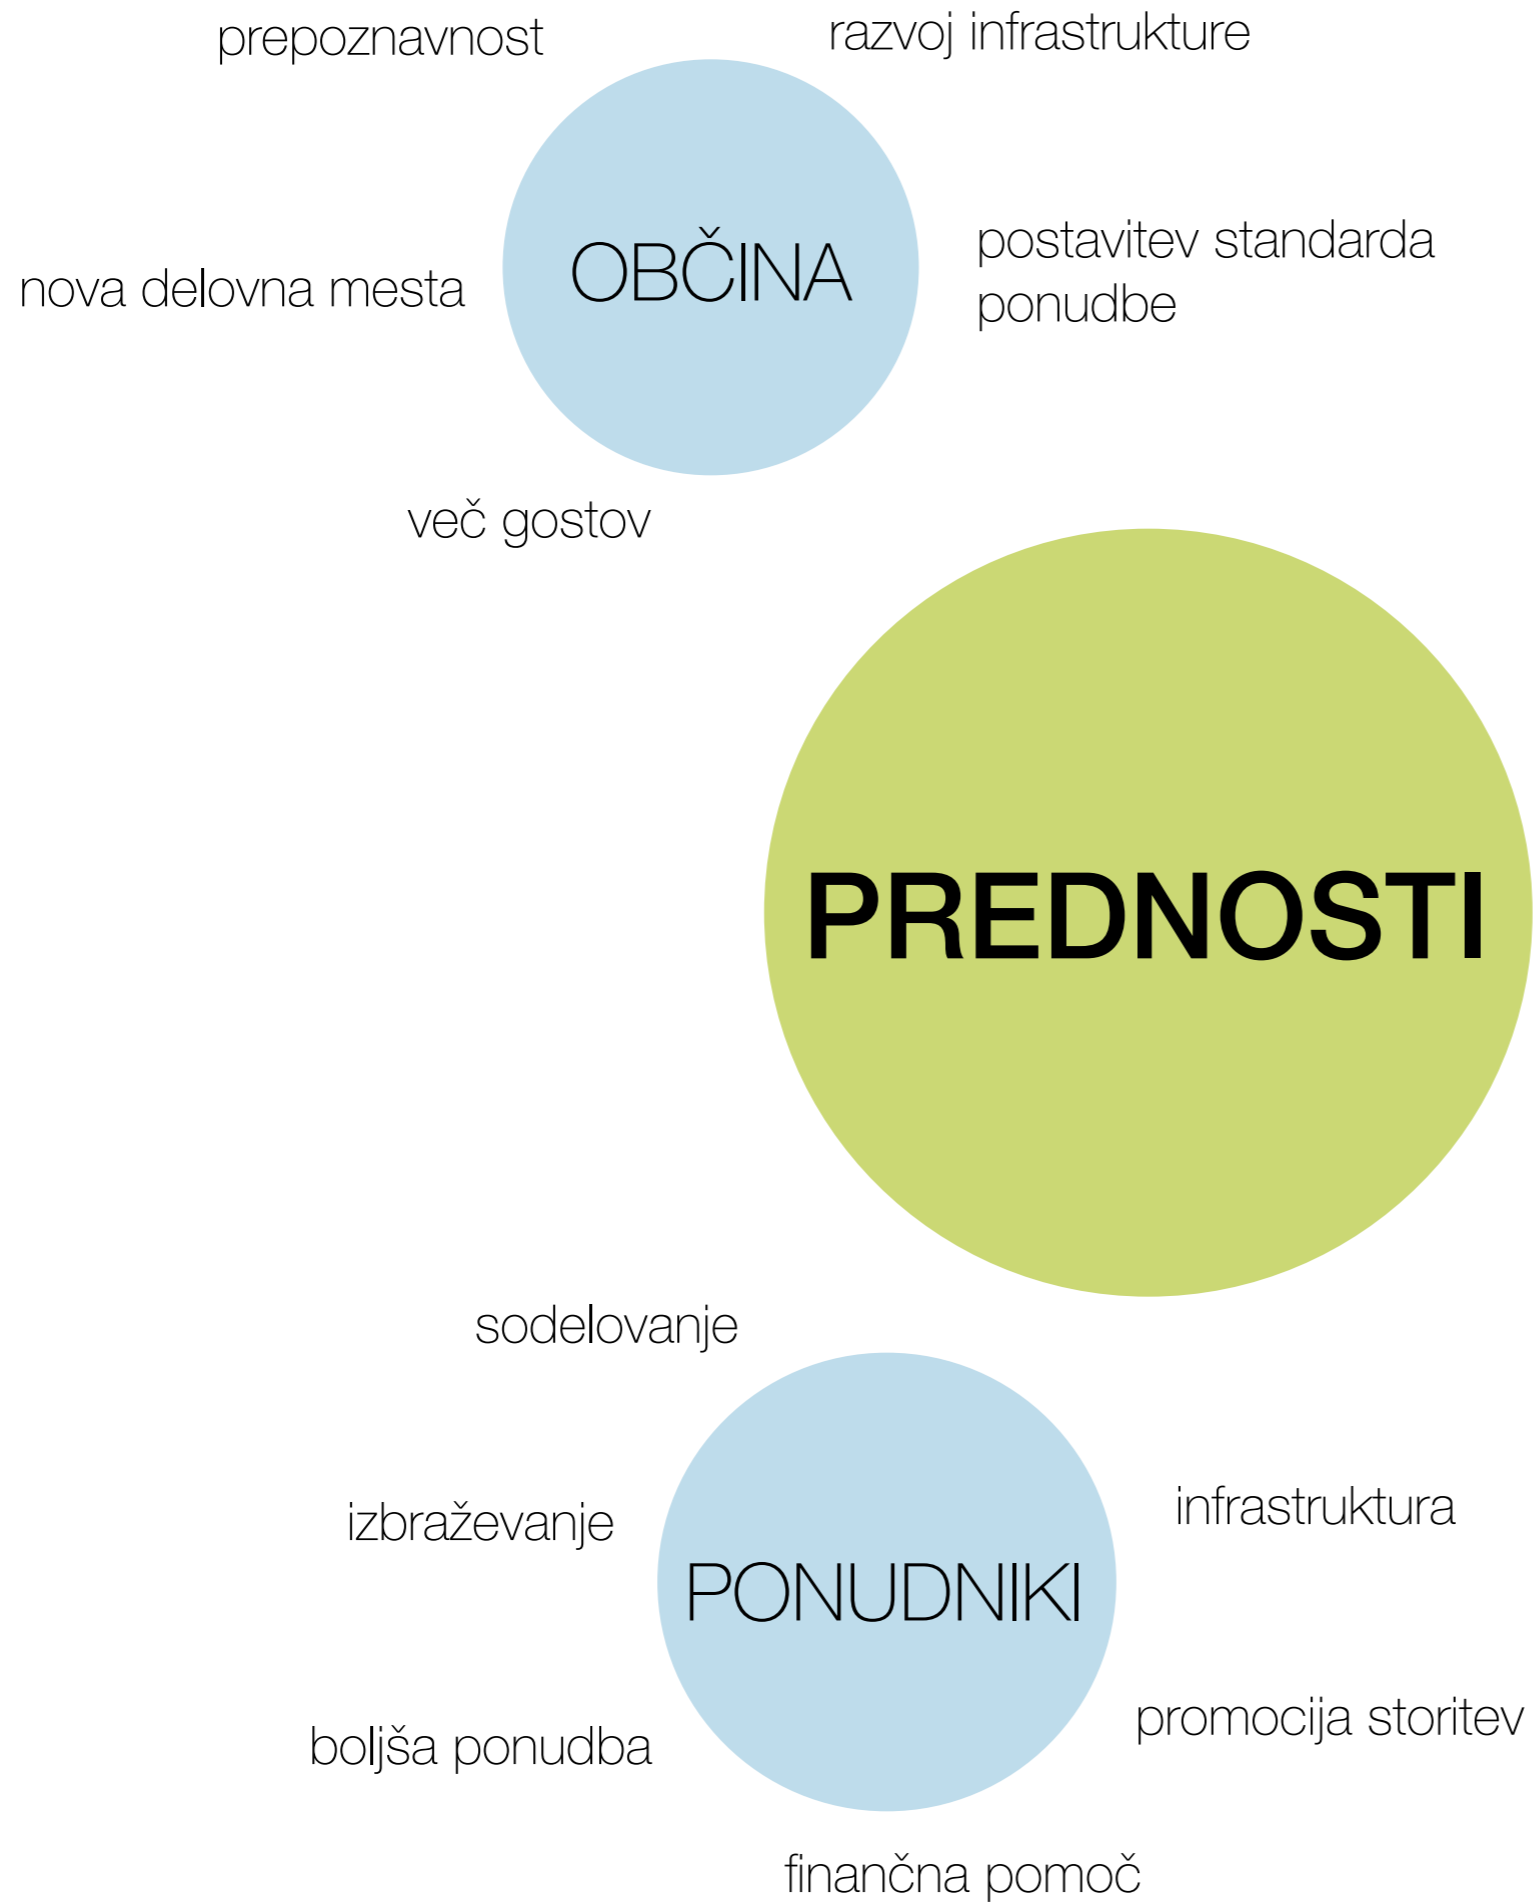 prepoznavnost
razvoj infrastrukture
OBČINA
postavitev standarda
ponudbe
nova delovna mesta
več gostov
PREDNOSTI
sodelovanje
izbraževanje
infrastruktura
PONUDNIKI
boljša ponudba
promocija storitev
finančna pomoč